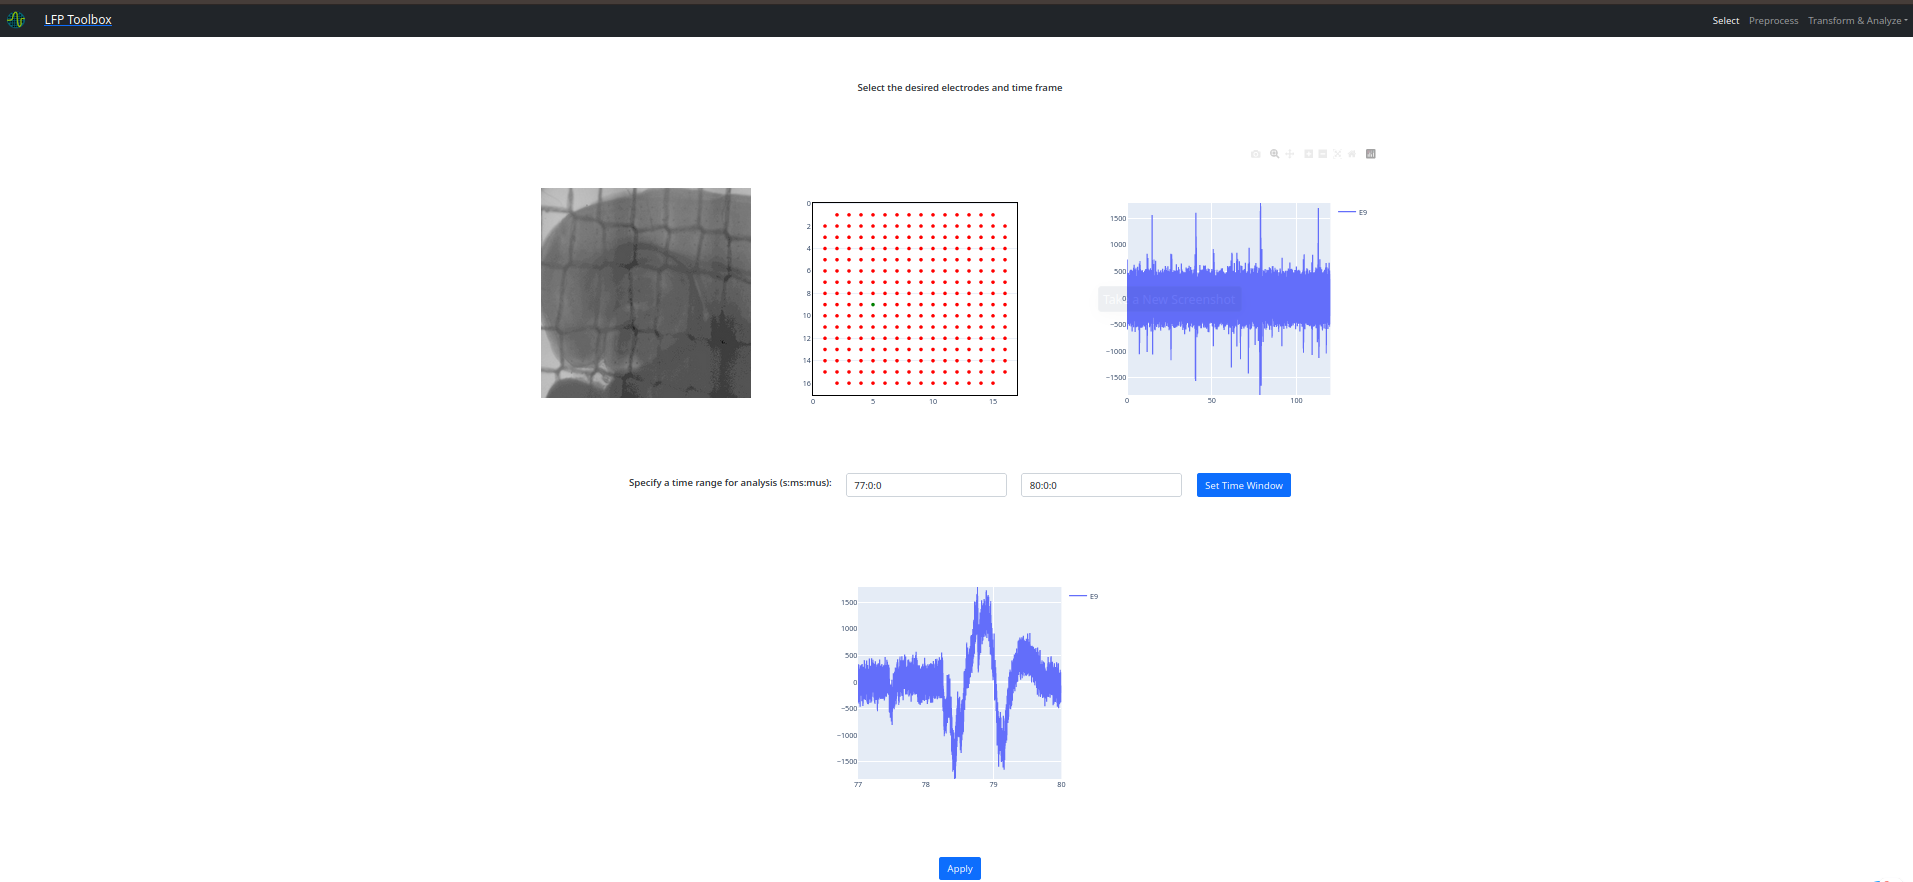 LFP Toolbox
Select Preprocess Transform & Analyze
Select the desired electrodes and time frame
0
2
4
6
8
10
12
14
16
0 5 10 15
1500
1000
500
0
−500
−1000
−1500
0 50 100
E9
Take a New Screenshot
Specify a time range for analysis (s:ms:mus): 77:0:0 80:0:0 Set Time Window
1500
1000
500
0
−500
−1000
−1500
77 78 79 80
E9
Apply